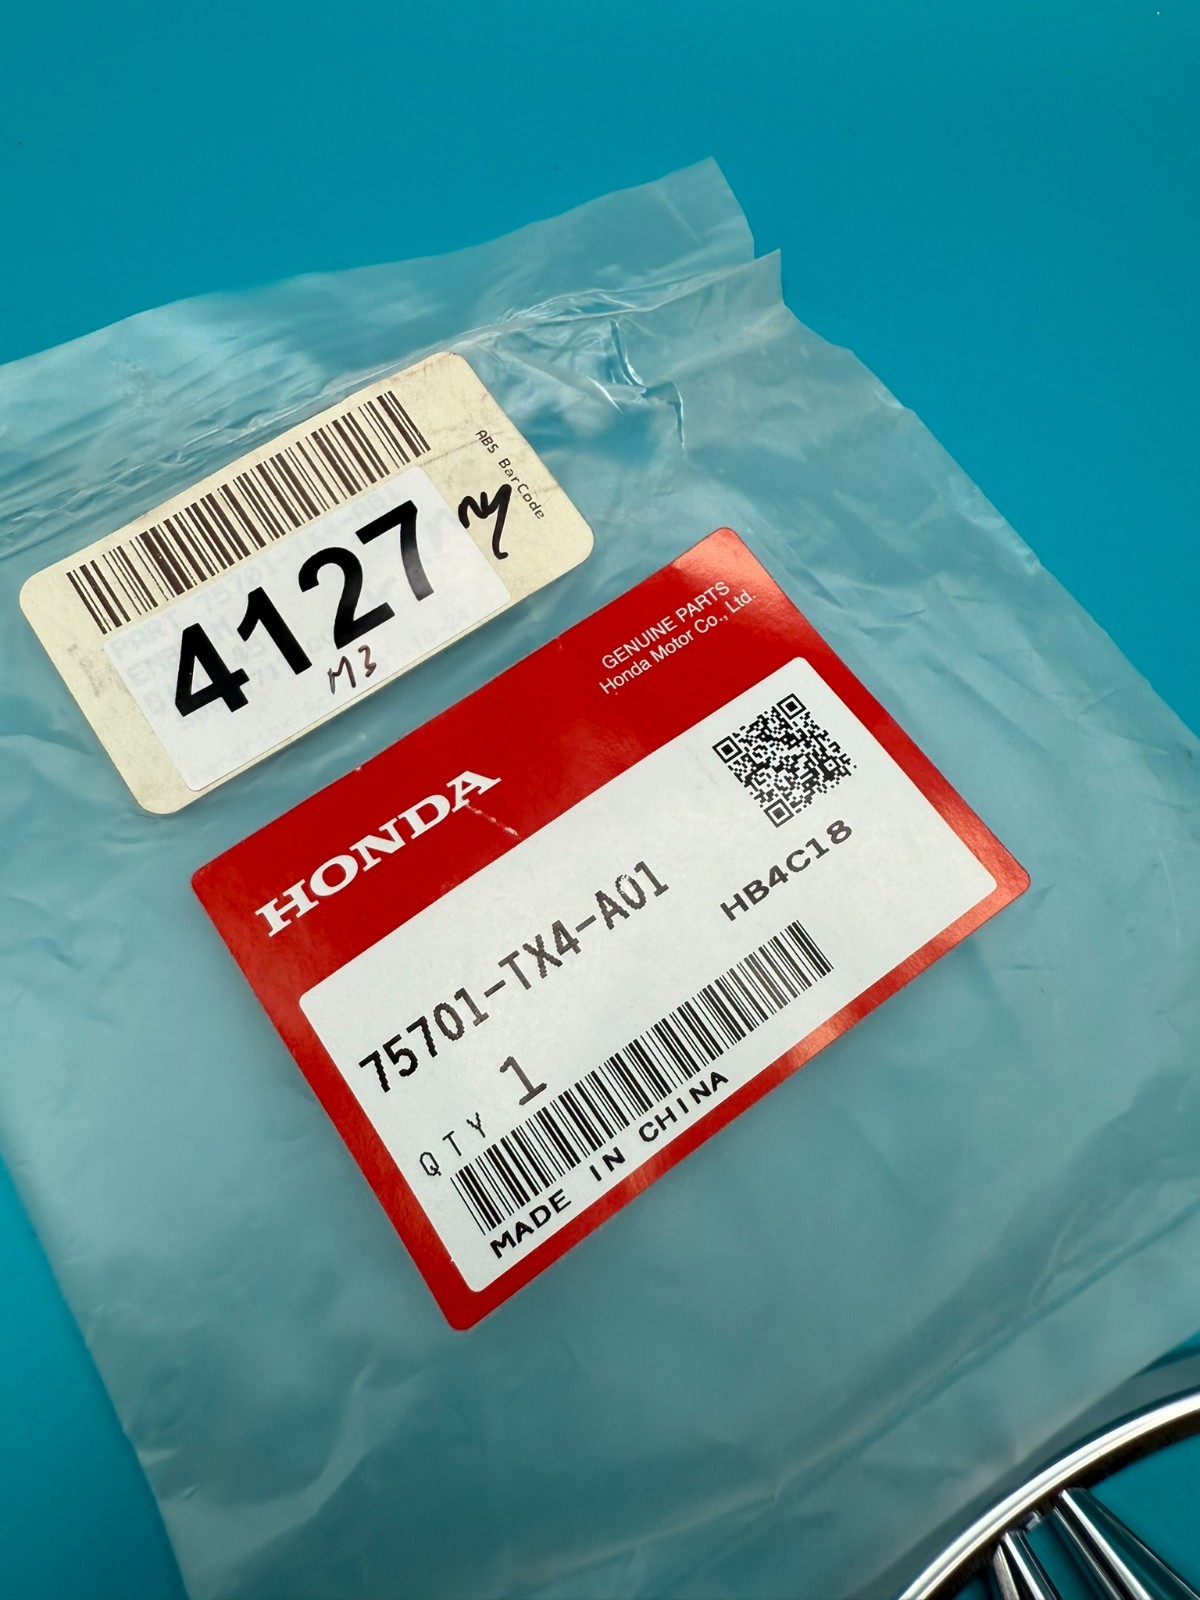 ABS BarCode
4127
M3
GENUINE PARTS
Honda Motor Co., Ltd.
HONDA
75701-TX4-A01
HB4C18
QTY 1
MADE IN CHINA